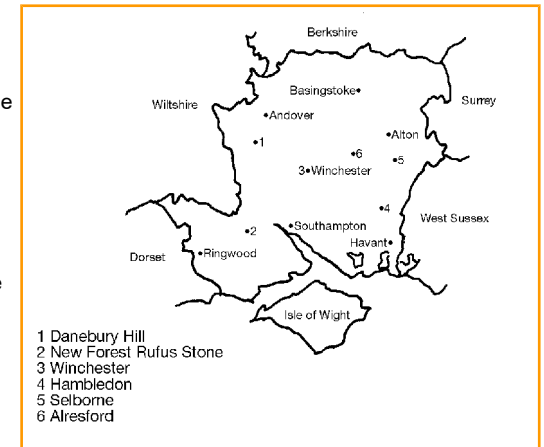 Berkshire
Basingstoke
Wiltshire
Surrey
Andover
Alton
1
6
5
3 Winchester
4
West Sussex
2
Southampton
Havant
Dorset
Ringwood
Isle of Wight
1 Danebury Hill
2 New Forest Rufus Stone
3 Winchester
4 Hambledon
5 Selborne
6 Alresford